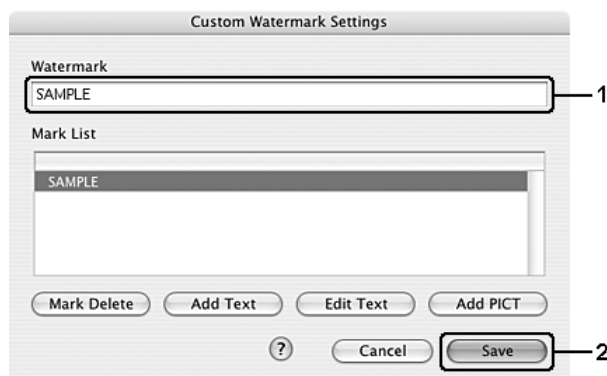 Custom Watermark Settings
Watermark
SAMPLE
1
Mark List
SAMPLE
Mark Delete Add Text Edit Text Add PICT
? Cancel Save 2